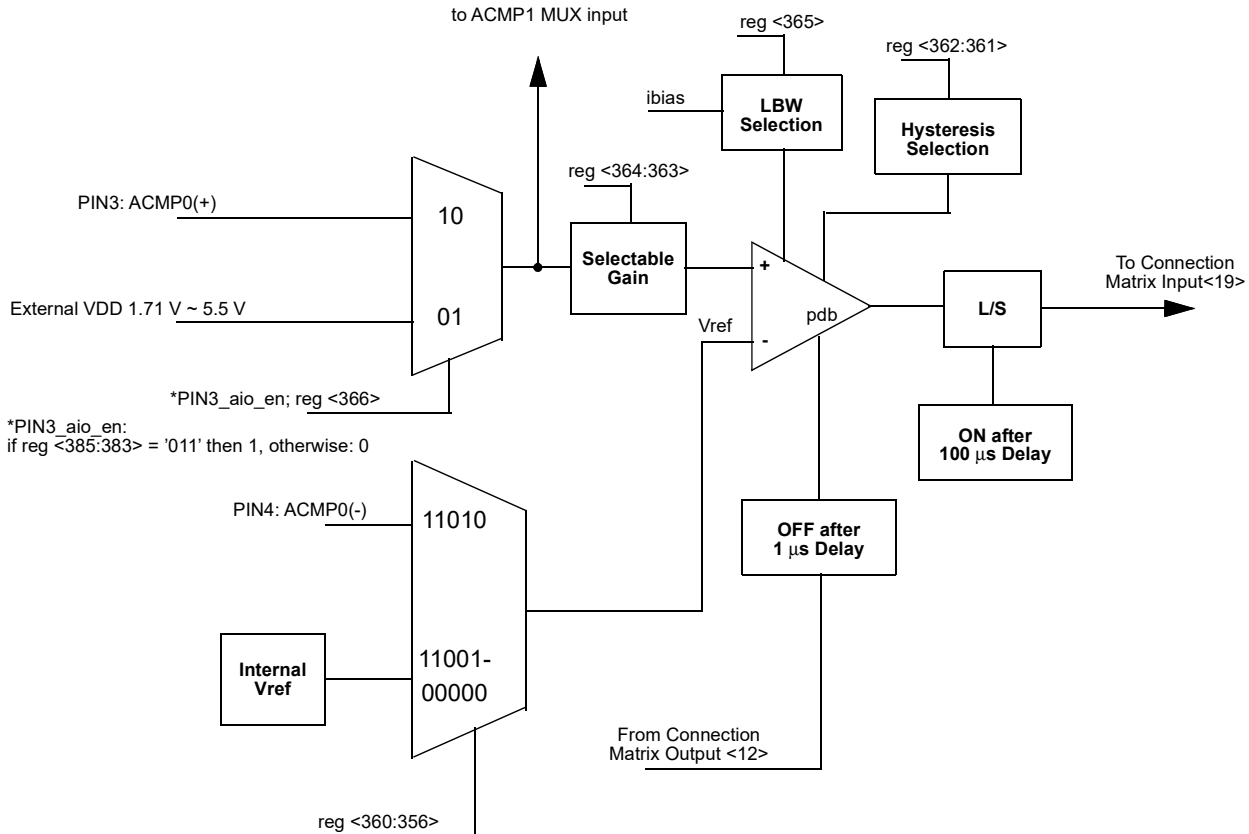 to ACMP1 MUX input
reg <365>
reg <362:361>
ibias
LBW
Selection
Hysteresis
Selection
reg <364:363>
PIN3: ACMP0(+)
10
Selectable
Gain
+
To Connection
Matrix Input<19>
External VDD 1.71 V ~ 5.5 V
01
Vref
pdb
-
L/S
*PIN3_aio_en; reg <366>
*PIN3_aio_en:
if reg <385:383> = '011' then 1, otherwise: 0
ON after
100 μs Delay
PIN4: ACMP0(-)
11010
OFF after
1 μs Delay
Internal
Vref
11001-
00000
From Connection
Matrix Output <12>
reg <360:356>